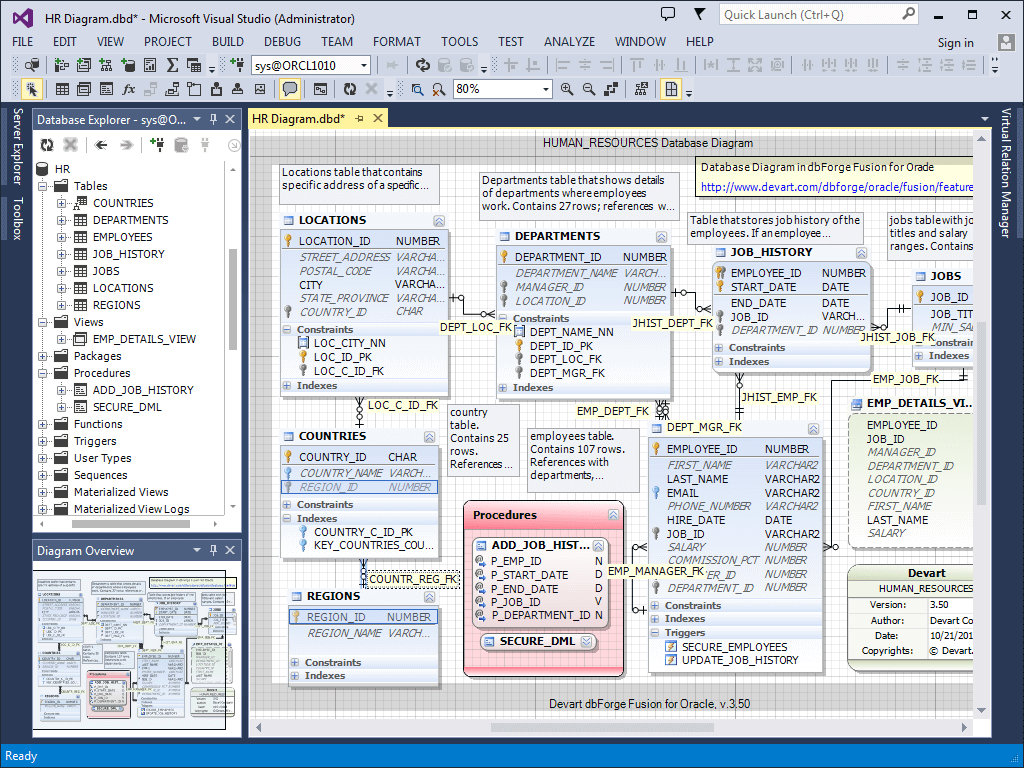 HR Diagram.dbd* - Microsoft Visual Studio (Administrator)
Quick Launch (Ctrl+Q)
FILE EDIT VIEW PROJECT BUILD DEBUG TEAM FORMAT TOOLS TEST ANALYZE WINDOW HELP
Sign in
sys@ORCL1010
80%
Server Explorer
Toolbox
Database Explorer - sys@O...
HR
Tables
COUNTRIES
DEPARTMENTS
EMPLOYEES
JOB_HISTORY
JOBS
LOCATIONS
REGIONS
Views
EMP_DETAILS_VIEW
Packages
Procedures
ADD_JOB_HISTORY
SECURE_DML
Functions
Triggers
User Types
Sequences
Materialized Views
Materialized View Logs
Diagram Overview
HR Diagram.dbd*
HUMAN_RESOURCES Database Diagram
Database Diagram in dbForge Fusion for Oracle
http://www.devart.com/dbforge/oracle/fusion/feature
Locations table that contains
specific address of a specific...
LOCATIONS
LOCATION_ID NUMBER
STREET_ADDRESS VARCHA...
POSTAL_CODE VARCHA...
CITY VARCHA...
STATE_PROVINCE VARCHA...
COUNTRY_ID CHAR
Constraints
LOC_CITY_NN
LOC_ID_PK
LOC_C_ID_FK
Indexes
Departments table that shows details
of departments where employees
work. Contains 27 rows; references w...
DEPARTMENTS
DEPARTMENT_ID NUMBER
DEPARTMENT_NAME VARCH...
MANAGER_ID NUMBER
LOCATION_ID NUMBER
Constraints
DEPT_NAME_NN
DEPT_ID_PK
DEPT_LOC_FK
DEPT_MGR_FK
Indexes
DEPT_LOC_FK
Table that stores job history of the
employees. If an employee...
JOB_HISTORY
EMPLOYEE_ID NUMBER
START_DATE DATE
END_DATE DATE
JOB_ID VARCH...
DEPARTMENT_ID NUMBER
Constraints
Indexes
JHIST_DEPT_FK
JHIST_JOB_FK
JHIST_EMP_FK
jobs table with jo
titles and salary
ranges. Contains
JOBS
JOB_ID
JOB_TIT
MIN_SA
Constrain
Indexes
EMP_JOB_FK
LOC_C_ID_FK
COUNTRIES
COUNTRY_ID CHAR
COUNTRY_NAME VARCH...
REGION_ID NUMBER
Constraints
Indexes
COUNTRY_C_ID_PK
KEY_COUNTRIES_COU...
country
table.
Contains 25
rows.
References...
COUNTR_REG_FK
REGIONS
REGION_ID NUMBER
REGION_NAME VARCH...
Constraints
Indexes
employees table.
Contains 107 rows.
References with
departments,...
EMP_DEPT_FK
DEPT_MGR_FK
EMPLOYEE_ID NUMBER
FIRST_NAME VARCHAR2
LAST_NAME VARCHAR2
EMAIL VARCHAR2
PHONE_NUMBER VARCHAR2
HIRE_DATE DATE
JOB_ID VARCHAR2
SALARY NUMBER
COMMISSION_PCT NUMBER
ER_ID NUMBER
DEPARTMENT_ID NUMBER
Constraints
Indexes
Triggers
SECURE_EMPLOYEES
UPDATE_JOB_HISTORY
EMP_MANAGER_FK
Procedures
ADD_JOB_HIST...
P_EMP_ID N
P_START_DATE D
P_END_DATE D
P_JOB_ID V
P_DEPARTMENT_ID N
SECURE_DML
EMP_DETAILS_VI...
EMPLOYEE_ID
JOB_ID
MANAGER_ID
DEPARTMENT_ID
LOCATION_ID
COUNTRY_ID
FIRST_NAME
LAST_NAME
SALARY
Devart
HUMAN_RESOURCES
Version: 3.50
Author: Devart Co
Date: 10/21/201
Copyrights: © Devart
Devart dbForge Fusion for Oracle, v.3.50
Virtual Relation Manager
Ready